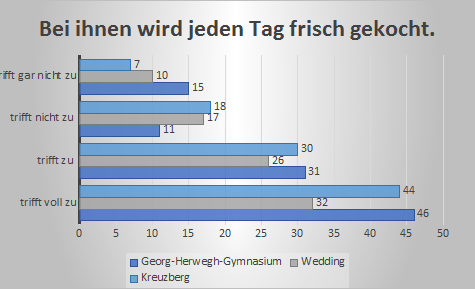 Bei ihnen wird jeden Tag frisch gekocht.
rifft gar nicht zu
7
10
15
trifft nicht zu
18
17
11
trifft zu
30
26
31
trifft voll zu
44
32
46
0 5 10 15 20 25 30 35 40 45 50
Georg-Herwegh-Gymnasium Wedding
Kreuzberg